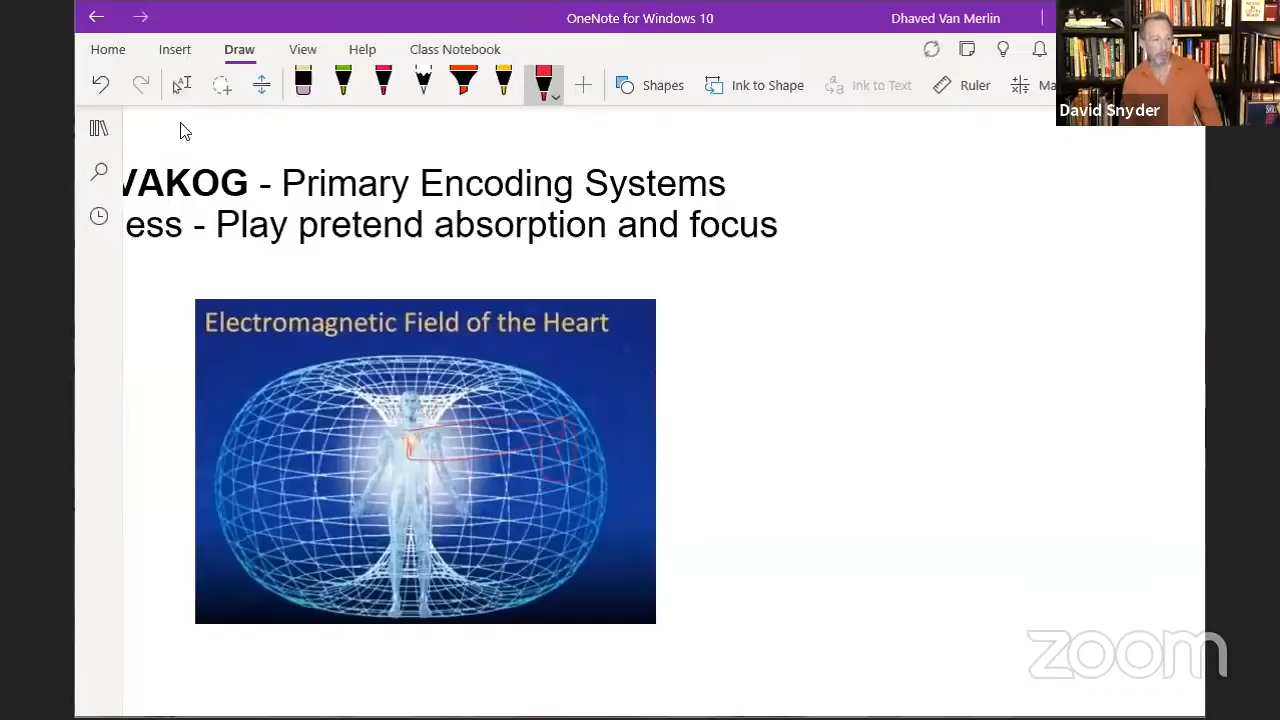 OneNote for Windows 10
Dhaved Van Merlin
Home Insert Draw View Help Class Notebook
Shapes Ink to Shape Ink to Text Ruler Ma
David Snyder
VAKOG - Primary Encoding Systems
ess - Play pretend absorption and focus
Electromagnetic Field of the Heart
zoom